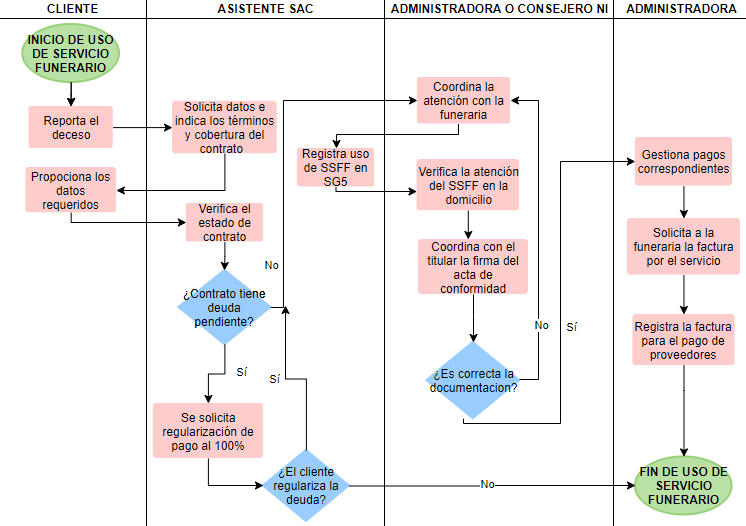 CLIENTE
ASISTENTE SAC
ADMINISTRADORA O CONSEJERO NI
ADMINISTRADORA
INICIO DE USO
DE SERVICIO
FUNERARIO
Reporta el
deceso
Solicita datos e
indica los términos
y cobertura del
contrato
Propociona los
datos
requeridos
Verifica el
estado de
contrato
¿Contrato tiene
deuda
pendiente?
No
Sí
Se solicita
regularización de
pago al 100%
¿El cliente
regulariza la
deuda?
Sí
No
Coordina la
atención con la
funeraria
Registra uso
de SSFF en
SG5
Verifica la atención
del SSFF en la
domicilio
Coordina con el
titular la firma del
acta de
conformidad
¿Es correcta la
documentacion?
No
Sí
Gestiona pagos
correspondientes
Solicita a la
funeraria la factura
por el servicio
Registra la factura
para el pago de
proveedores
FIN DE USO DE
SERVICIO
FUNERARIO